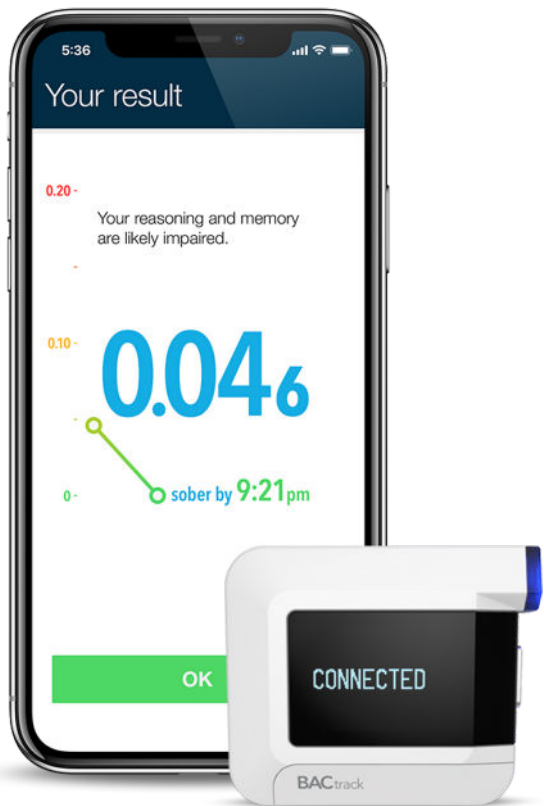 5:36
Your result
0.20 -
Your reasoning and memory
are likely impaired.
0.10 -
0.046
sober by 9:21pm
0 -
OK
CONNECTED
BACtrack